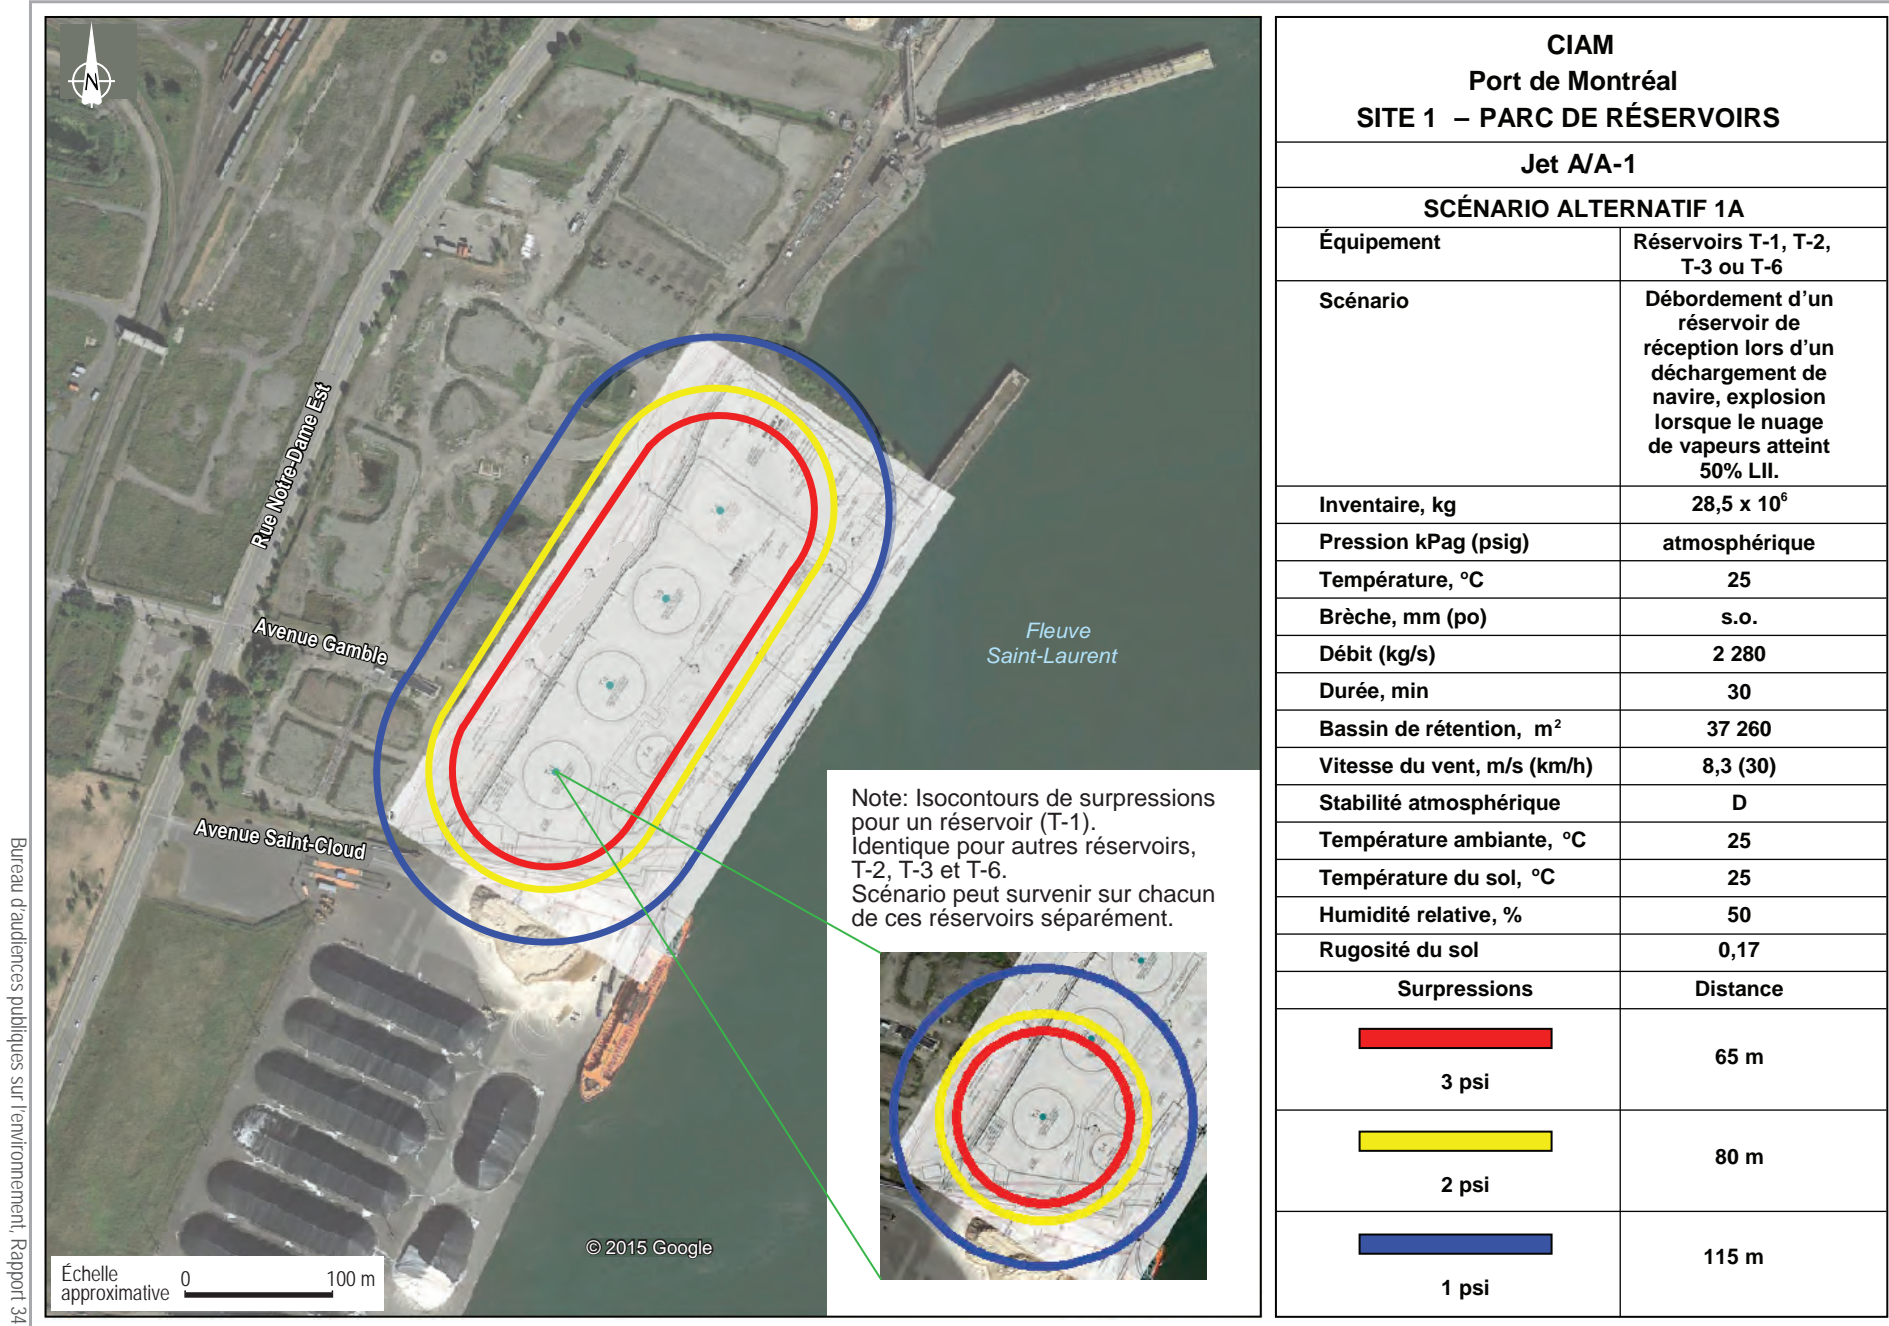 N
Rue Notre-Dame Est
Avenue Gamble
Avenue Saint-Cloud
Fleuve
Saint-Laurent
Note: Isocontours de surpressions
pour un réservoir (T-1).
Identique pour autres réservoirs,
T-2, T-3 et T-6.
Scénario peut survenir sur chacun
de ces réservoirs séparément.
© 2015 Google
Échelle
approximative
0 100 m
CIAM
Port de Montréal
SITE 1 – PARC DE RÉSERVOIRS
Jet A/A-1
SCÉNARIO ALTERNATIF 1A
Équipement Réservoirs T-1, T-2,
T-3 ou T-6
Scénario Débordement d'un
réservoir de
réception lors d'un
déchargement de
navire, explosion
lorsque le nuage
de vapeurs atteint
50% LII.
Inventaire, kg 28,5 x 10⁶
Pression kPag (psig) atmosphérique
Température, ºC 25
Brèche, mm (po) s.o.
Débit (kg/s) 2 280
Durée, min 30
Bassin de rétention, m² 37 260
Vitesse du vent, m/s (km/h) 8,3 (30)
Stabilité atmosphérique D
Température ambiante, ºC 25
Température du sol, ºC 25
Humidité relative, % 50
Rugosité du sol 0,17
Surpressions Distance
3 psi 65 m
2 psi 80 m
1 psi 115 m
Bureau d'audiences publiques sur l'environnement, Rapport 34